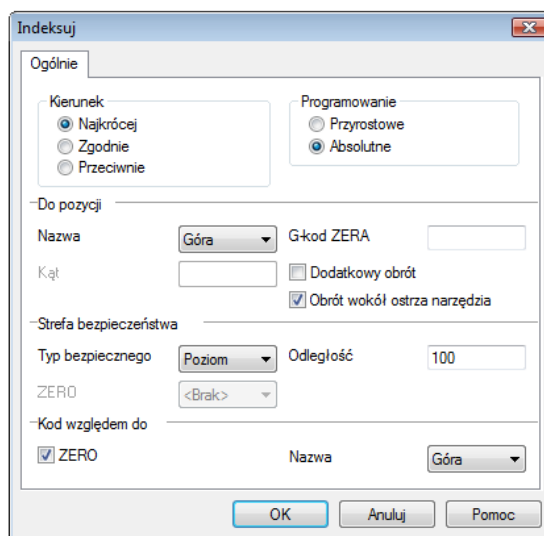 Indeksuj
Ogólnie
Kierunek
Najkrócej
Zgodnie
Przeciwnie
Programowanie
Przyrostowe
Absolutne
Do pozycji
Nazwa Góra G-kod ZERA
Kąt Dodatkowy obrót
Obrót wokół ostrza narzędzia
Strefa bezpieczeństwa
Typ bezpiecznego Poziom Odległość 100
ZERO <Brak>
Kod względem do
ZERO Nazwa Góra
OK Anuluj Pomoc